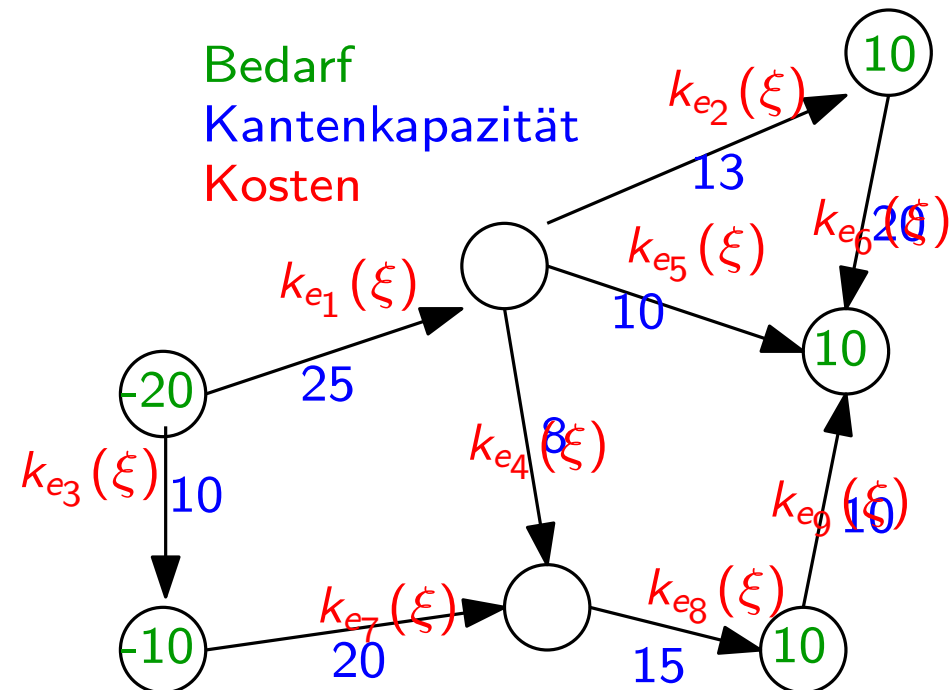 Bedarf
Kantenkapazität
Kosten
10
k_{e_2}(ξ)
13
k_{e_6}(ξ)
20
k_{e_5}(ξ)
10
k_{e_1}(ξ)
25
10
-20
k_{e_3}(ξ)
10
k_{e_4}(ξ)
8
k_{e_9}(ξ)
10
k_{e_7}(ξ)
20
k_{e_8}(ξ)
15
-10
10